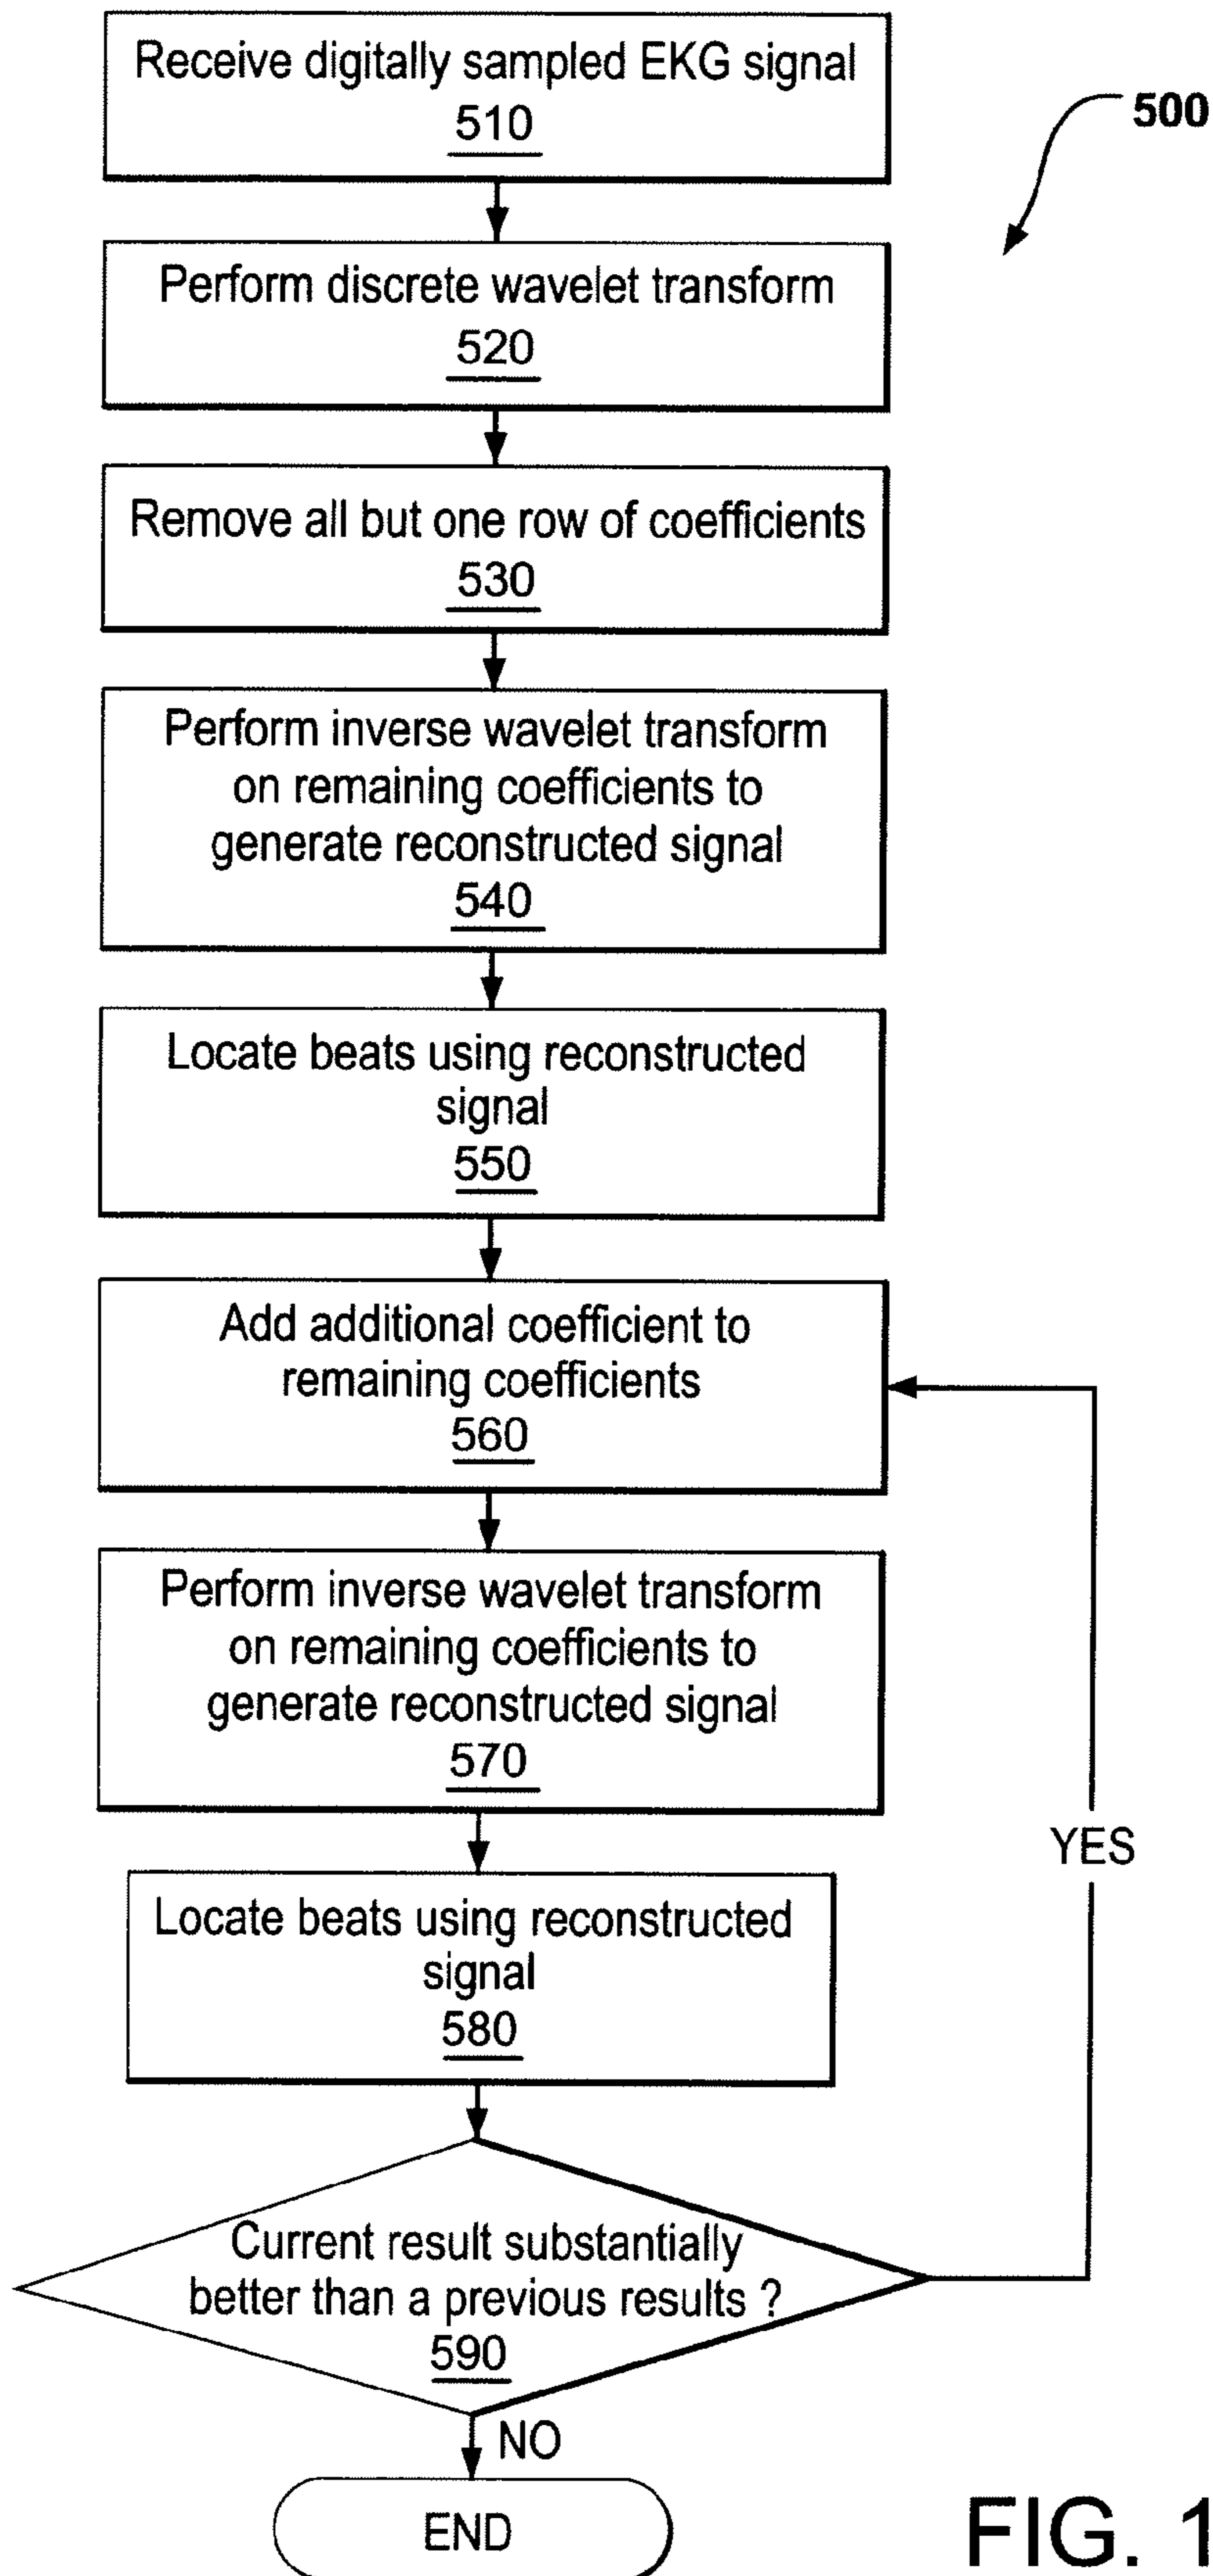 Receive digitally sampled EKG signal
510
500
Perform discrete wavelet transform
520
Remove all but one row of coefficients
530
Perform inverse wavelet transform
on remaining coefficients to
generate reconstructed signal
540
Locate beats using reconstructed
signal
550
Add additional coefficient to
remaining coefficients
560
Perform inverse wavelet transform
on remaining coefficients to
generate reconstructed signal
570
YES
Locate beats using reconstructed
signal
580
Current result substantially
better than a previous results ?
590
NO
END
FIG. 1